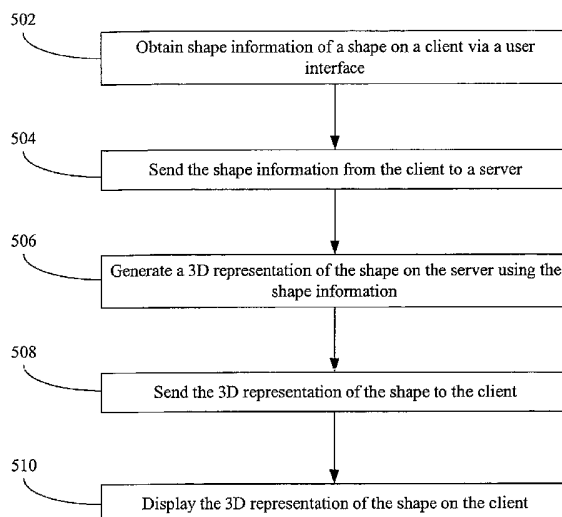 502
Obtain shape information of a shape on a client via a user
interface
504
Send the shape information from the client to a server
506
Generate a 3D representation of the shape on the server using the
shape information
508
Send the 3D representation of the shape to the client
510
Display the 3D representation of the shape on the client